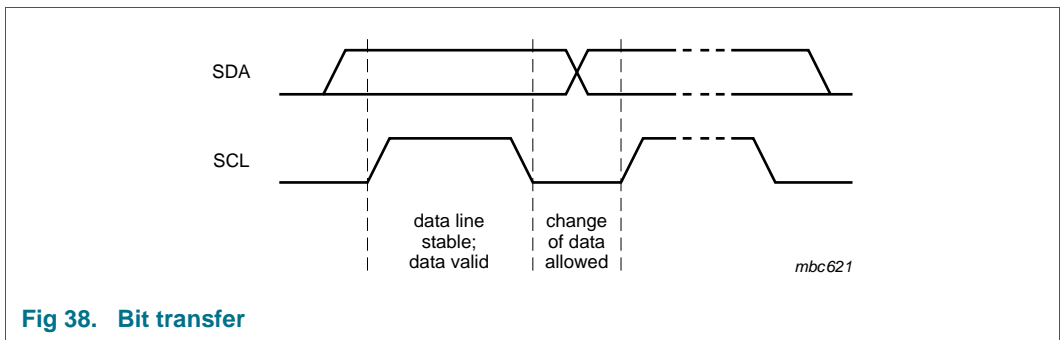 SDA
SCL
data line
stable;
data valid
change
of data
allowed
mbc621
Fig 38. Bit transfer